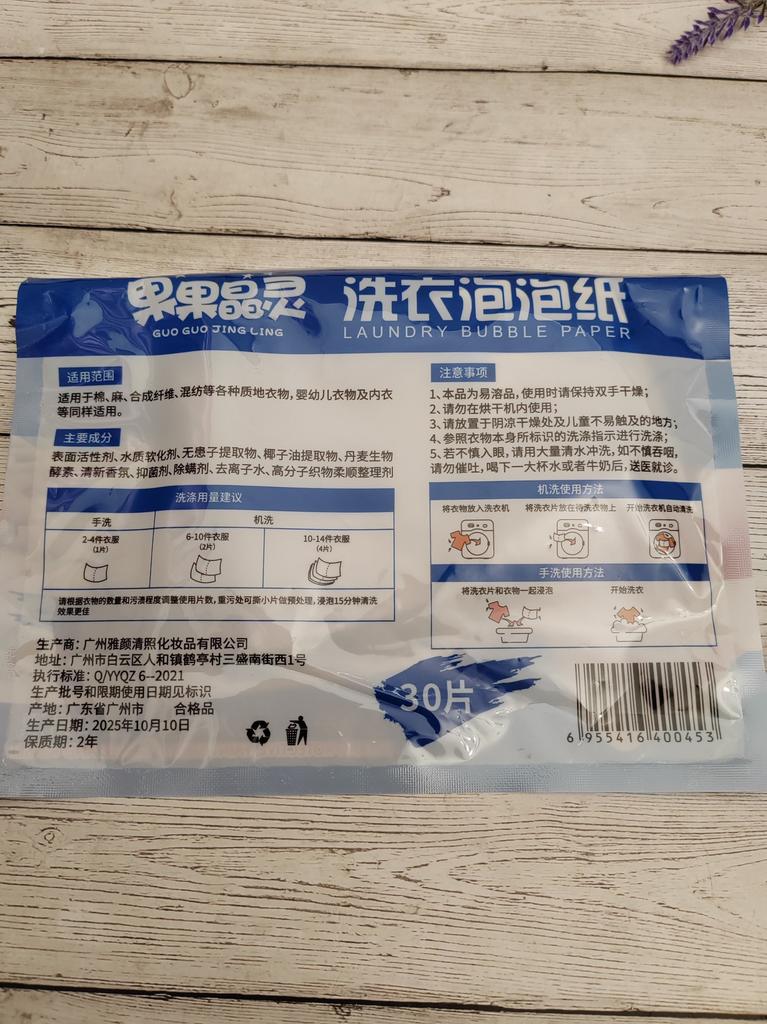 果果晶灵 洗衣泡泡纸
GUO GUO JING LING LAUNDRY BUBBLE PAPER
适用范围
适用于棉、麻、合成纤维、混纺等各种质地衣物,婴幼儿衣物及内衣
等同样适用。
主要成分
表面活性剂、水质软化剂、无患子提取物、椰子油提取物、丹麦生物
酵素、清新香氛、抑菌剂、除螨剂、去离子水、高分子织物柔顺整理剂
洗涤用量建议
手洗 机洗
2-4件衣服 6-10件衣服 10-14件衣服
(1片) (2片) (4片)
请根据衣物的数量和污渍程度调整使用片数,重污处可撕小片做预处理,浸泡15分钟清洗
效果更佳
生产商:广州雅颜清照化妆品有限公司
地址:广州市白云区人和镇鹤亭村三盛南街西1号
执行标准:Q/YYQZ 6--2021
生产批号和限期使用日期见标识
产地:广东省广州市 合格品
生产日期:2025年10月10日
保质期:2年
注意事项
1、本品为易溶品,使用时请保持双手干燥;
2、请勿在烘干机内使用;
3、请放置于阴凉干燥处及儿童不易触及的地方;
4、参照衣物本身所标识的洗涤指示进行洗涤;
5、若不慎入眼,请用大量清水冲洗,如不慎吞咽,
请勿催吐,喝下一大杯水或者牛奶后,送医就诊。
机洗使用方法
将衣物放入洗衣机 将洗衣片放在待洗衣物上 开始洗衣机自动清洗
手洗使用方法
将洗衣片和衣物一起浸泡 开始洗衣
30片
6 955416 400453